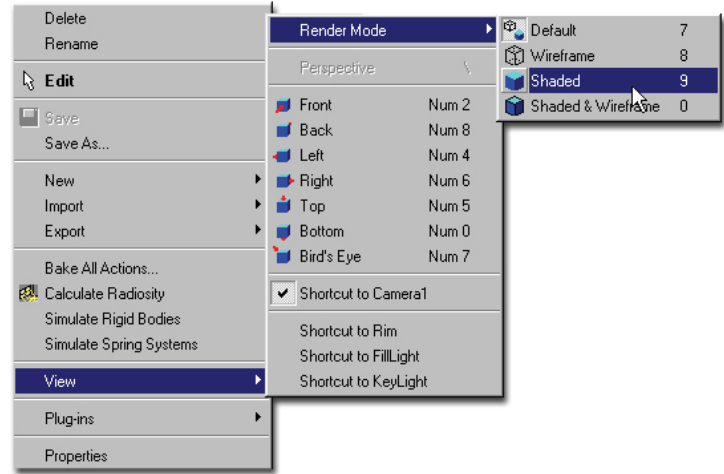 Delete
Rename
Edit
Save
Save As...
New
Import
Export
Bake All Actions...
Calculate Radiosity
Simulate Rigid Bodies
Simulate Spring Systems
View
Plug-ins
Properties
Render Mode
Perspective \
Front Num 2
Back Num 8
Left Num 4
Right Num 6
Top Num 5
Bottom Num 0
Bird's Eye Num 7
Shortcut to Camera1
Shortcut to Rim
Shortcut to FillLight
Shortcut to KeyLight
Default 7
Wireframe 8
Shaded 9
Shaded & Wireframe 0